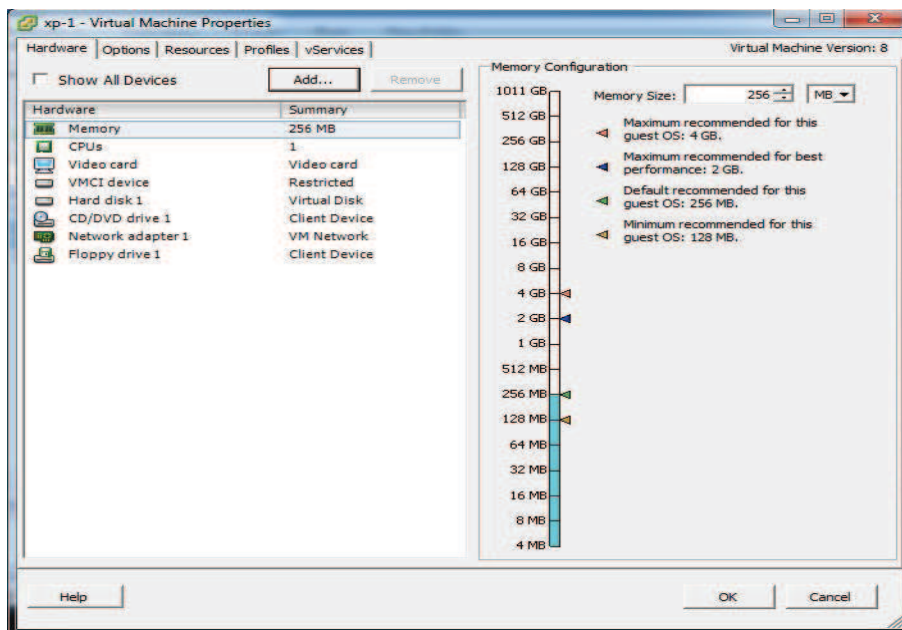 xp-1 - Virtual Machine Properties
Hardware Options Resources Profiles vServices
Virtual Machine Version: 8
Show All Devices
Add...
Remove
Hardware Summary
Memory 256 MB
CPUs 1
Video card Video card
VMCI device Restricted
Hard disk 1 Virtual Disk
CD/DVD drive 1 Client Device
Network adapter 1 VM Network
Floppy drive 1 Client Device
Memory Configuration
1011 GB
512 GB
256 GB
128 GB
64 GB
32 GB
16 GB
8 GB
4 GB
2 GB
1 GB
512 MB
256 MB
128 MB
64 MB
32 MB
16 MB
8 MB
4 MB
Memory Size: 256 MB
Maximum recommended for this
guest OS: 4 GB.
Maximum recommended for best
performance: 2 GB.
Default recommended for this
guest OS: 256 MB.
Minimum recommended for this
guest OS: 128 MB.
Help
OK
Cancel